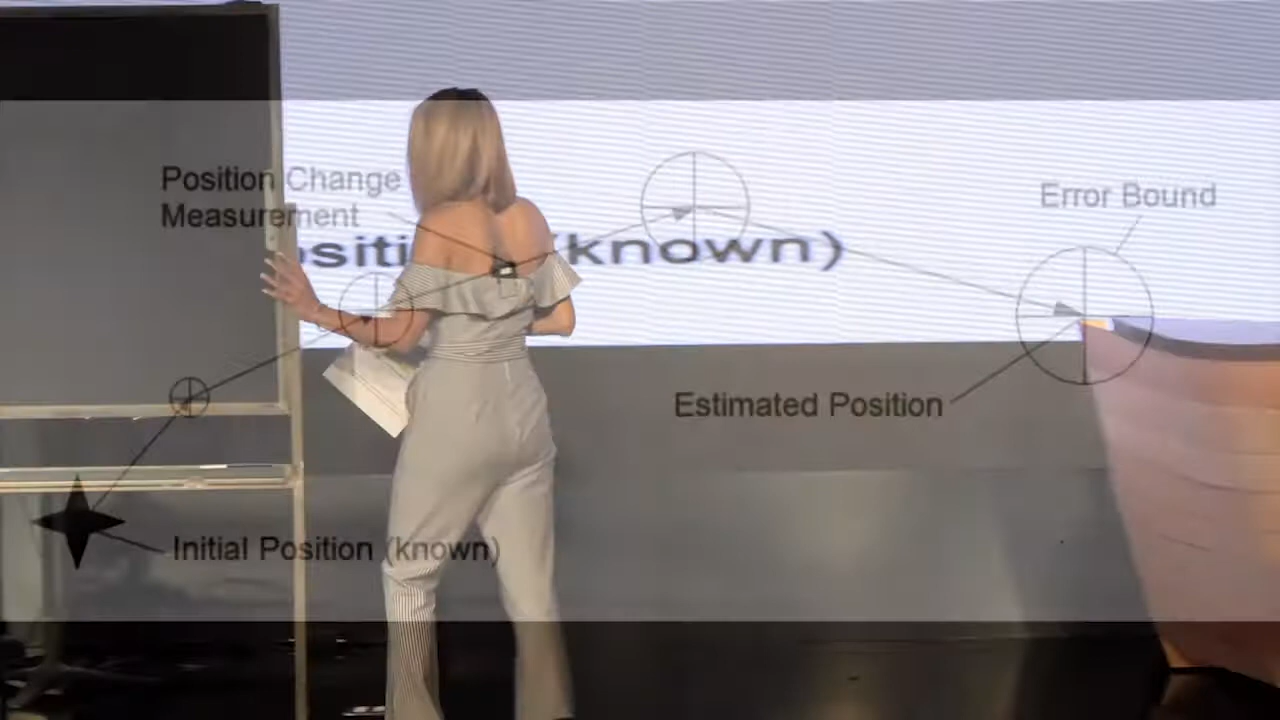 Position Change
Measurement
Error Bound
(known)
Estimated Position
Initial Position (known)